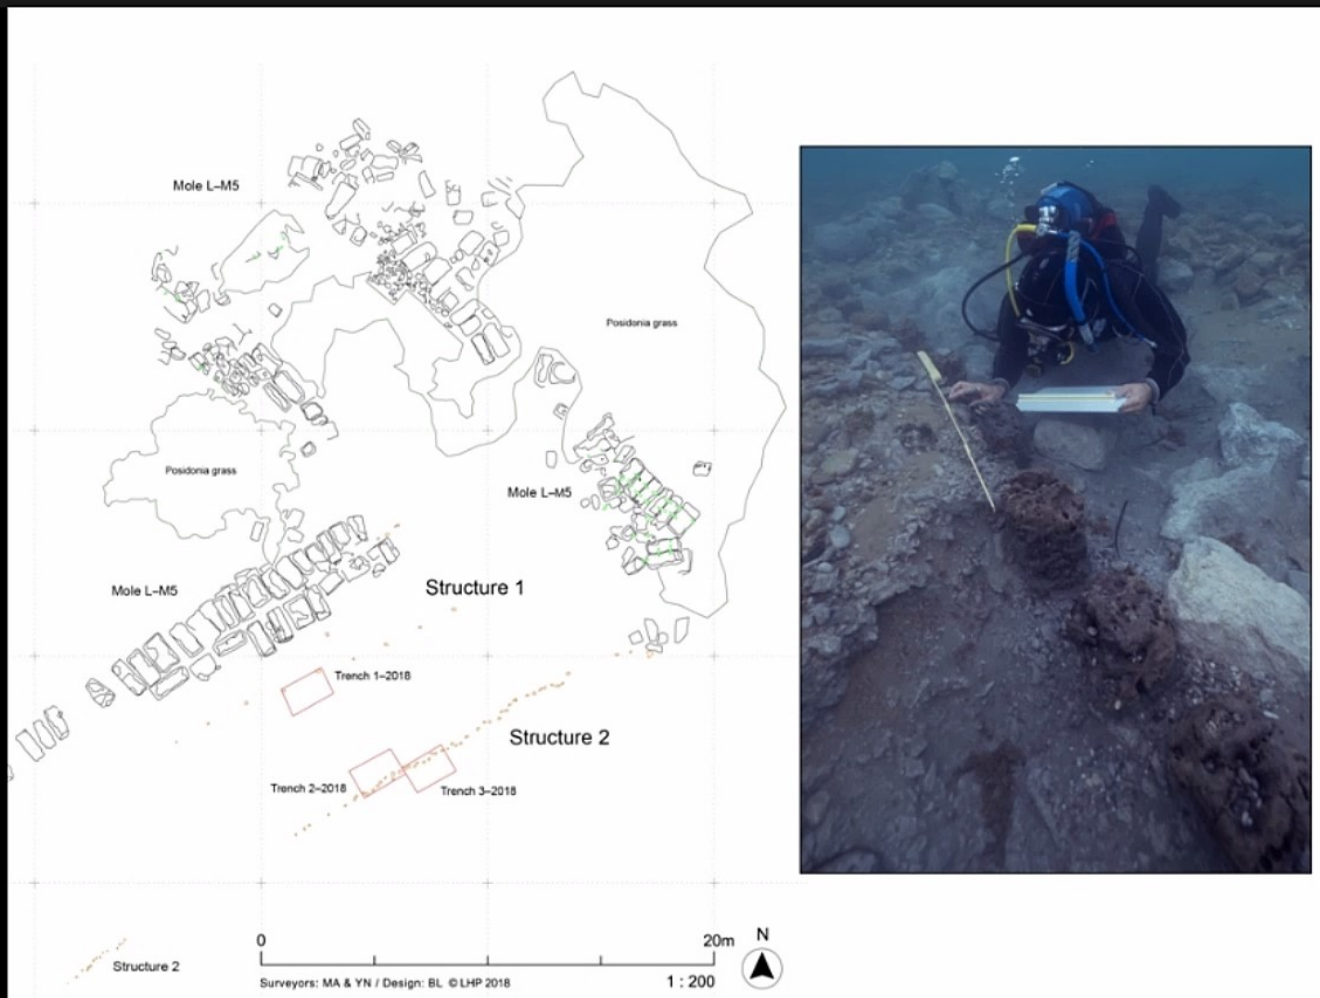 Mole L–M5
Posidonia grass
Posidonia grass
Mole L–M5
Mole L–M5
Structure 1
Trench 1–2018
Structure 2
Trench 2–2018
Trench 3–2018
Structure 2
0
20m
N
Surveyors: MA & YN / Design: BL © LHP 2018
1 : 200